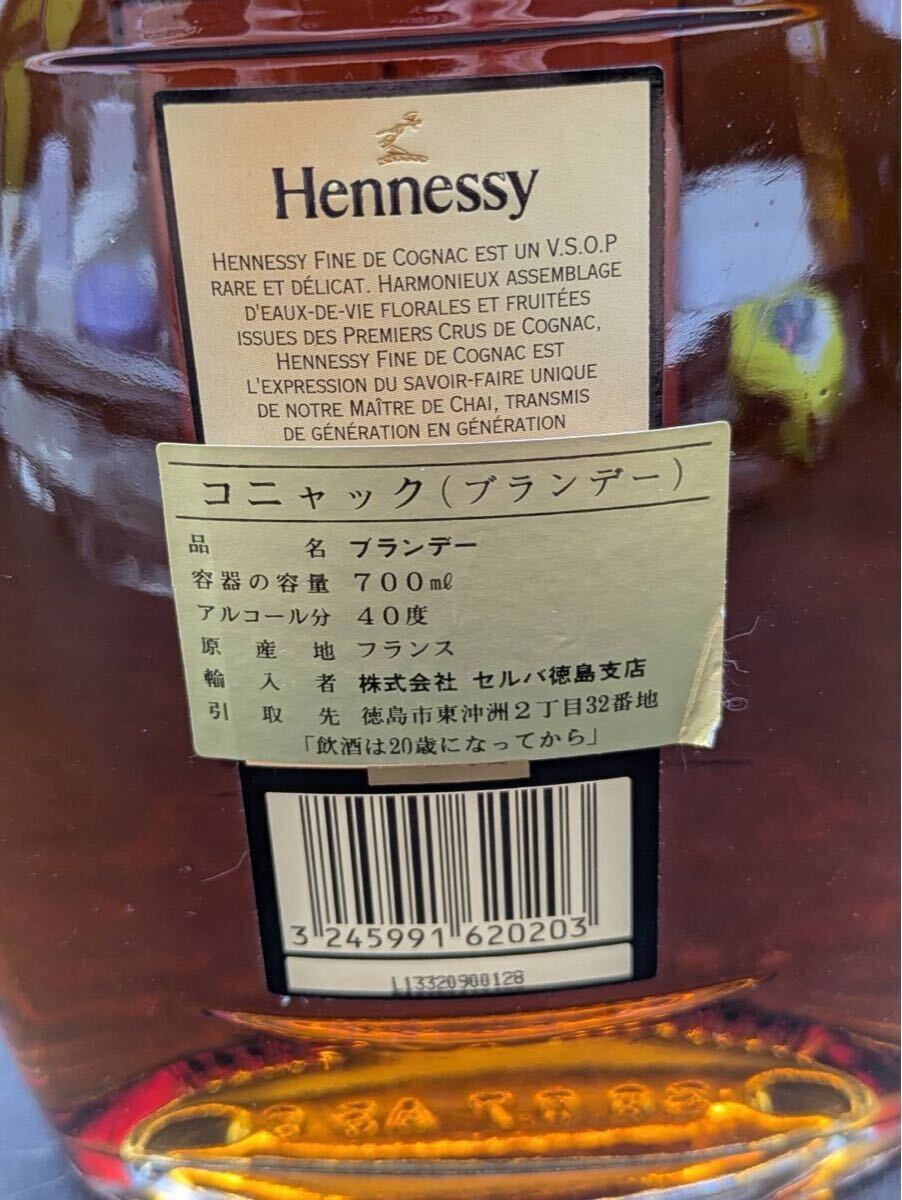 Hennessy
HENNESSY FINE DE COGNAC EST UN V.S.O.P
RARE ET DÉLICAT. HARMONIEUX ASSEMBLAGE
D'EAUX-DE-VIE FLORALES ET FRUITÉES
ISSUES DES PREMIERS CRUS DE COGNAC,
HENNESSY FINE DE COGNAC EST
L'EXPRESSION DU SAVOIR-FAIRE UNIQUE
DE NOTRE MAÎTRE DE CHAI, TRANSMIS
DE GÉNÉRATION EN GÉNÉRATION
コニャック(ブランデー)
品名 ブランデー
容器の容量 700㎖
アルコール分 40度
原産地 フランス
輸入者 株式会社 セルバ徳島支店
引取先 徳島市東沖洲2丁目32番地
「飲酒は20歳になってから」
3 245991 620203
L13320900128